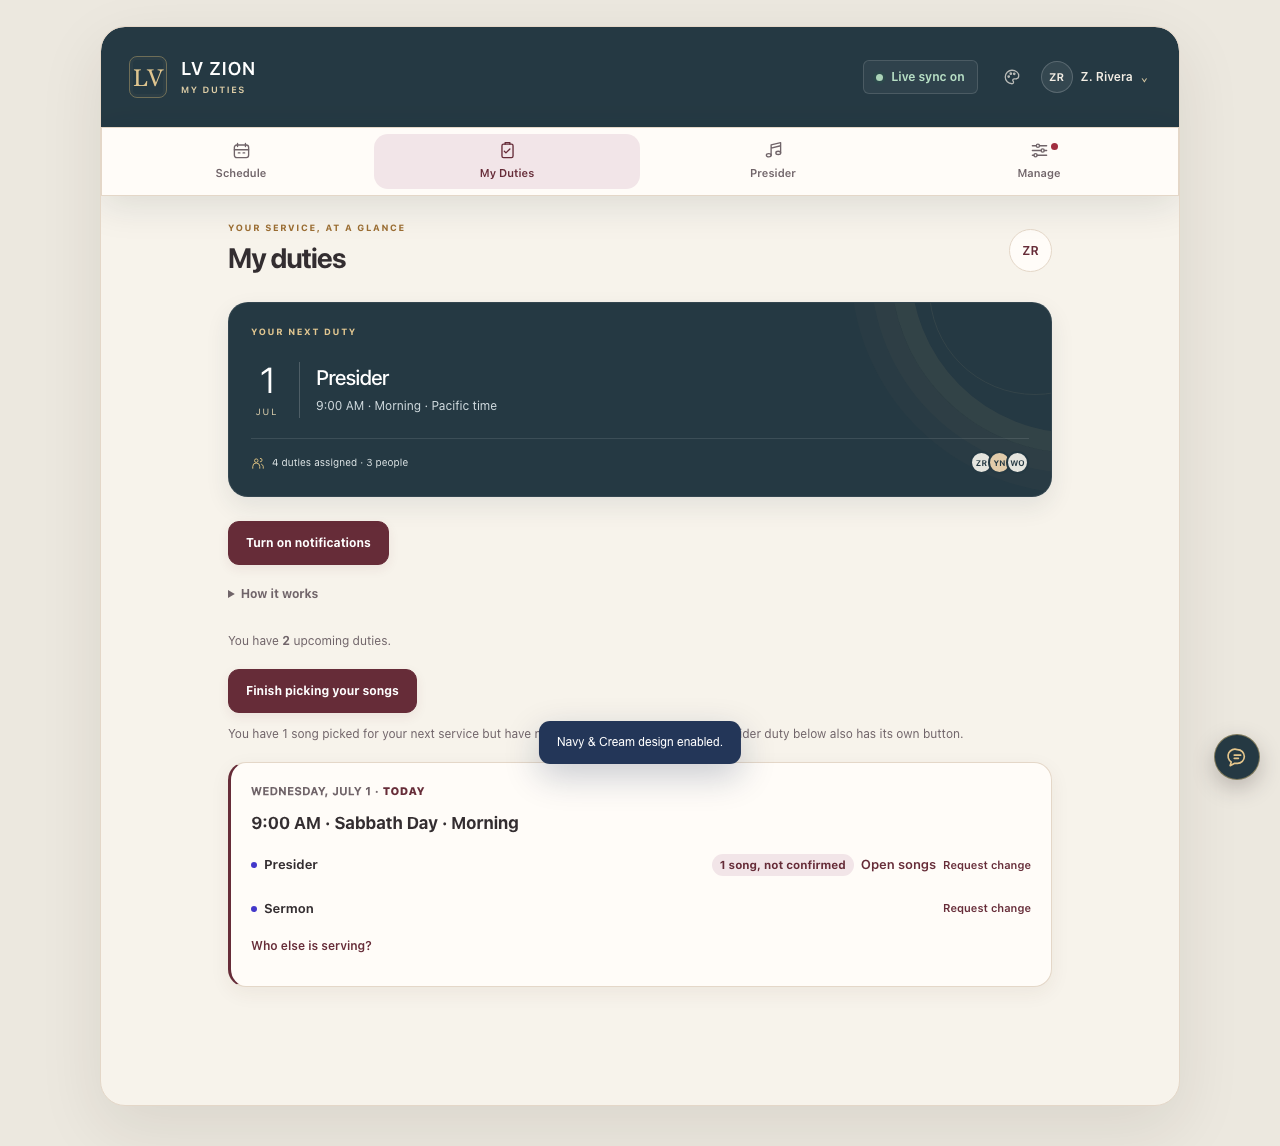 LV
LV ZION
MY DUTIES
Live sync on
ZR
Z. Rivera
Schedule
My Duties
Presider
Manage
YOUR SERVICE, AT A GLANCE
My duties
ZR
YOUR NEXT DUTY
1
JUL
Presider
9:00 AM · Morning · Pacific time
4 duties assigned · 3 people
ZR
YN
WO
Turn on notifications
How it works
You have 2 upcoming duties.
Finish picking your songs
You have 1 song picked for your next service but have
Navy & Cream design enabled.
duty below also has its own button.
WEDNESDAY, JULY 1 · TODAY
9:00 AM · Sabbath Day · Morning
Presider
1 song, not confirmed
Open songs
Request change
Sermon
Request change
Who else is serving?